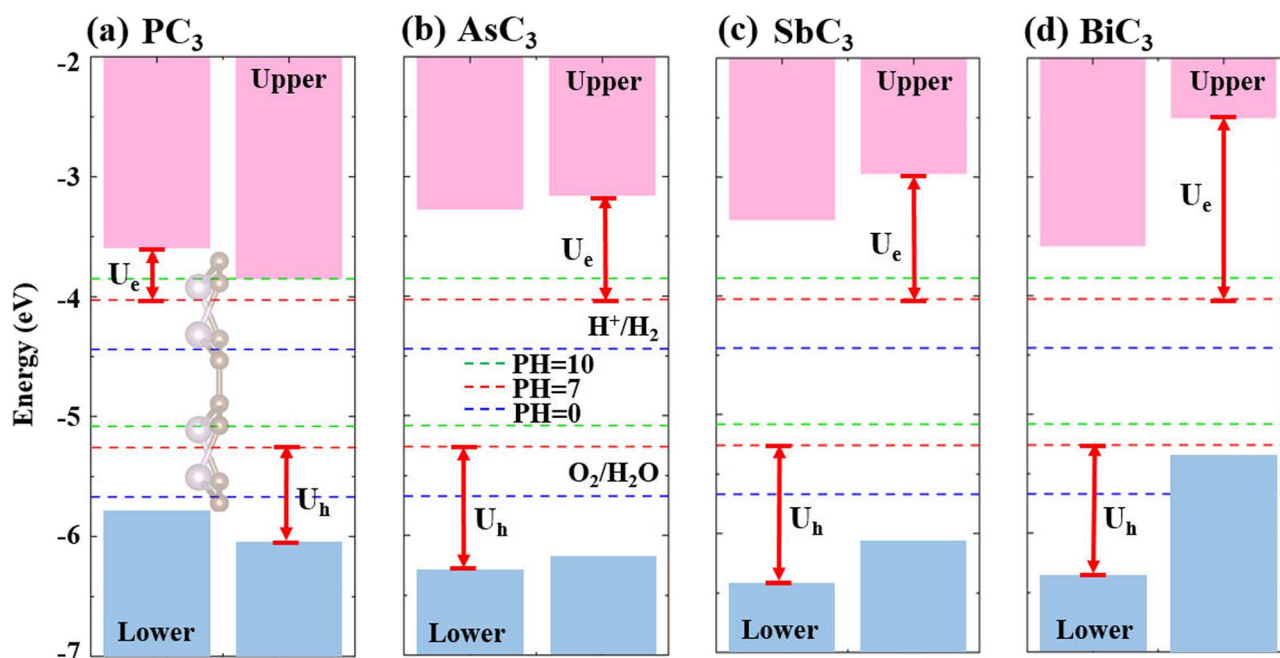 (a) PC₃
(b) AsC₃
(c) SbC₃
(d) BiC₃
Energy (eV)
-2
-3
-4
-5
-6
-7
Upper
Uₑ
Uₕ
Lower
Upper
Uₑ
H⁺/H₂
PH=10
PH=7
PH=0
O₂/H₂O
Uₕ
Lower
Upper
Uₑ
Uₕ
Lower
Upper
Uₑ
Uₕ
Lower